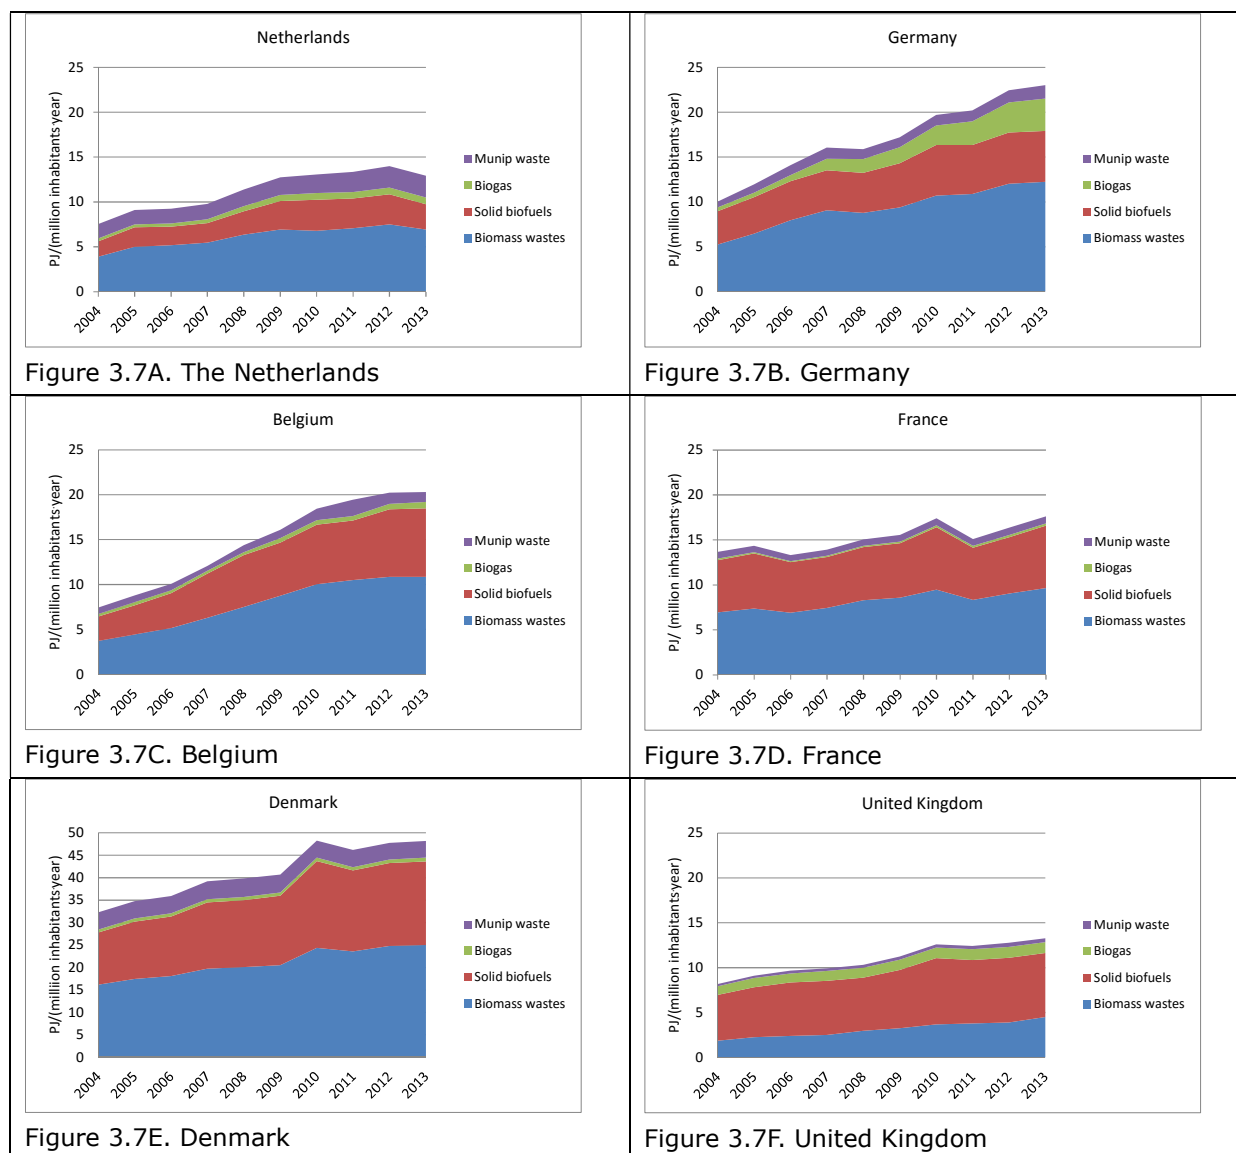 Netherlands
PJ/(million inhabitants·year)
25
20
15
10
5
0
2004
2005
2006
2007
2008
2009
2010
2011
2012
2013
Munip waste
Biogas
Solid biofuels
Biomass wastes
Figure 3.7A. The Netherlands
Germany
PJ/(million inhabitants·year)
25
20
15
10
5
0
2004
2005
2006
2007
2008
2009
2010
2011
2012
2013
Munip waste
Biogas
Solid biofuels
Biomass wastes
Figure 3.7B. Germany
Belgium
PJ/(million inhabitants·year)
25
20
15
10
5
0
2004
2005
2006
2007
2008
2009
2010
2011
2012
2013
Munip waste
Biogas
Solid biofuels
Biomass wastes
Figure 3.7C. Belgium
France
PJ/ (million inhabitants·year)
25
20
15
10
5
0
2004
2005
2006
2007
2008
2009
2010
2011
2012
2013
Munip waste
Biogas
Solid biofuels
Biomass wastes
Figure 3.7D. France
Denmark
PJ/(million inhabitants·year)
50
45
40
35
30
25
20
15
10
5
0
2004
2005
2006
2007
2008
2009
2010
2011
2012
2013
Munip waste
Biogas
Solid biofuels
Biomass wastes
Figure 3.7E. Denmark
United Kingdom
PJ/(million inhabitants·year)
25
20
15
10
5
0
2004
2005
2006
2007
2008
2009
2010
2011
2012
2013
Munip waste
Biogas
Solid biofuels
Biomass wastes
Figure 3.7F. United Kingdom